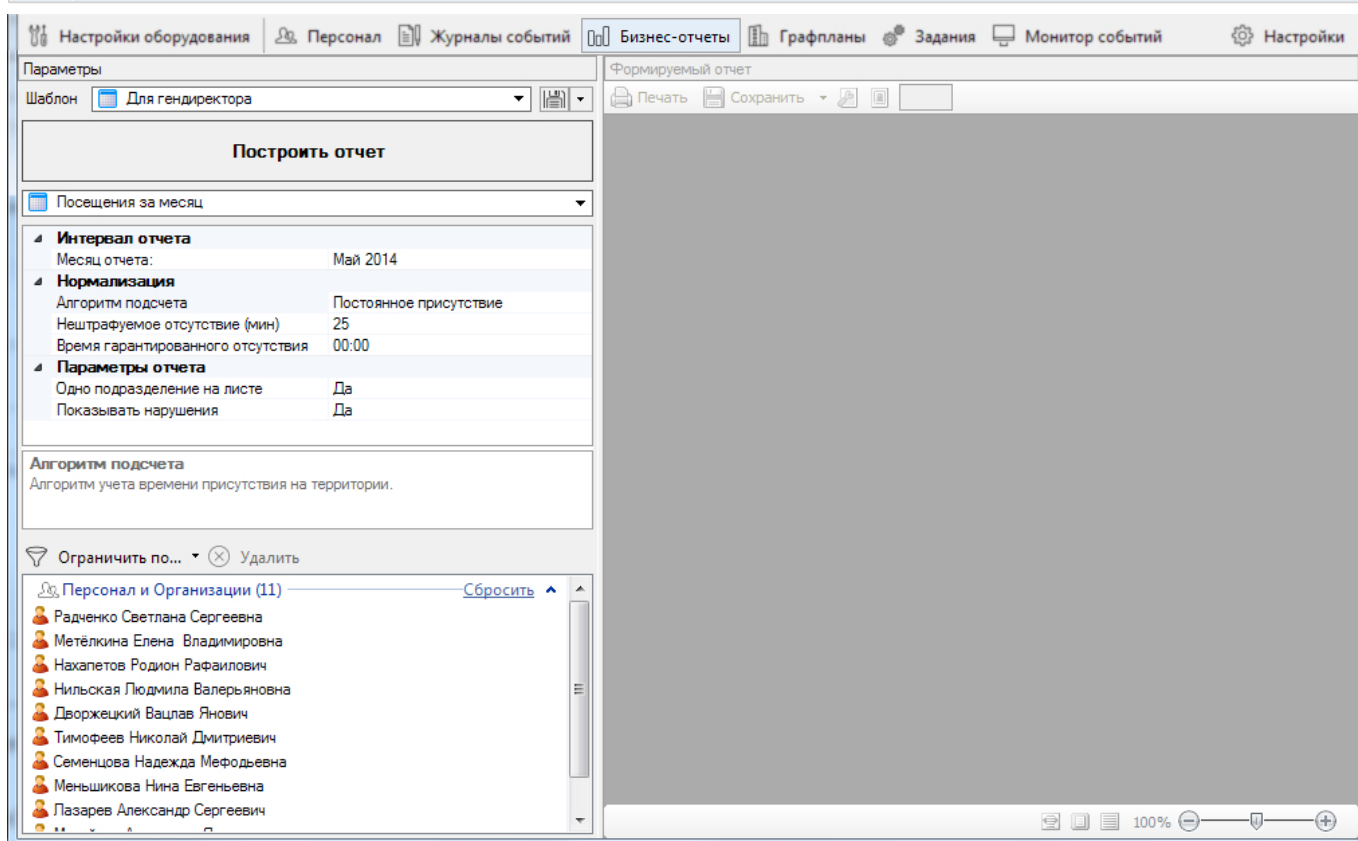 Настройки оборудования Персонал Журналы событий Бизнес-отчеты Графпланы Задания Монитор событий Настройки
Параметры
Шаблон Для гендиректора
Построить отчет
Посещения за месяц
Интервал отчета
Месяц отчета: Май 2014
Нормализация
Алгоритм подсчета Постоянное присутствие
Нештрафуемое отсутствие (мин) 25
Время гарантированного отсутствия 00:00
Параметры отчета
Одно подразделение на листе Да
Показывать нарушения Да
Алгоритм подсчета
Алгоритм учета времени присутствия на территории.
Ограничить по... Удалить
Персонал и Организации (11) Сбросить
Радченко Светлана Сергеевна
Метёлкина Елена Владимировна
Нахапетов Родион Рафаилович
Нильская Людмила Валерьяновна
Дворжецкий Вацлав Янович
Тимофеев Николай Дмитриевич
Семенцова Надежда Мефодьевна
Меньшикова Нина Евгеньевна
Лазарев Александр Сергеевич
Формируемый отчет
Печать Сохранить
100%